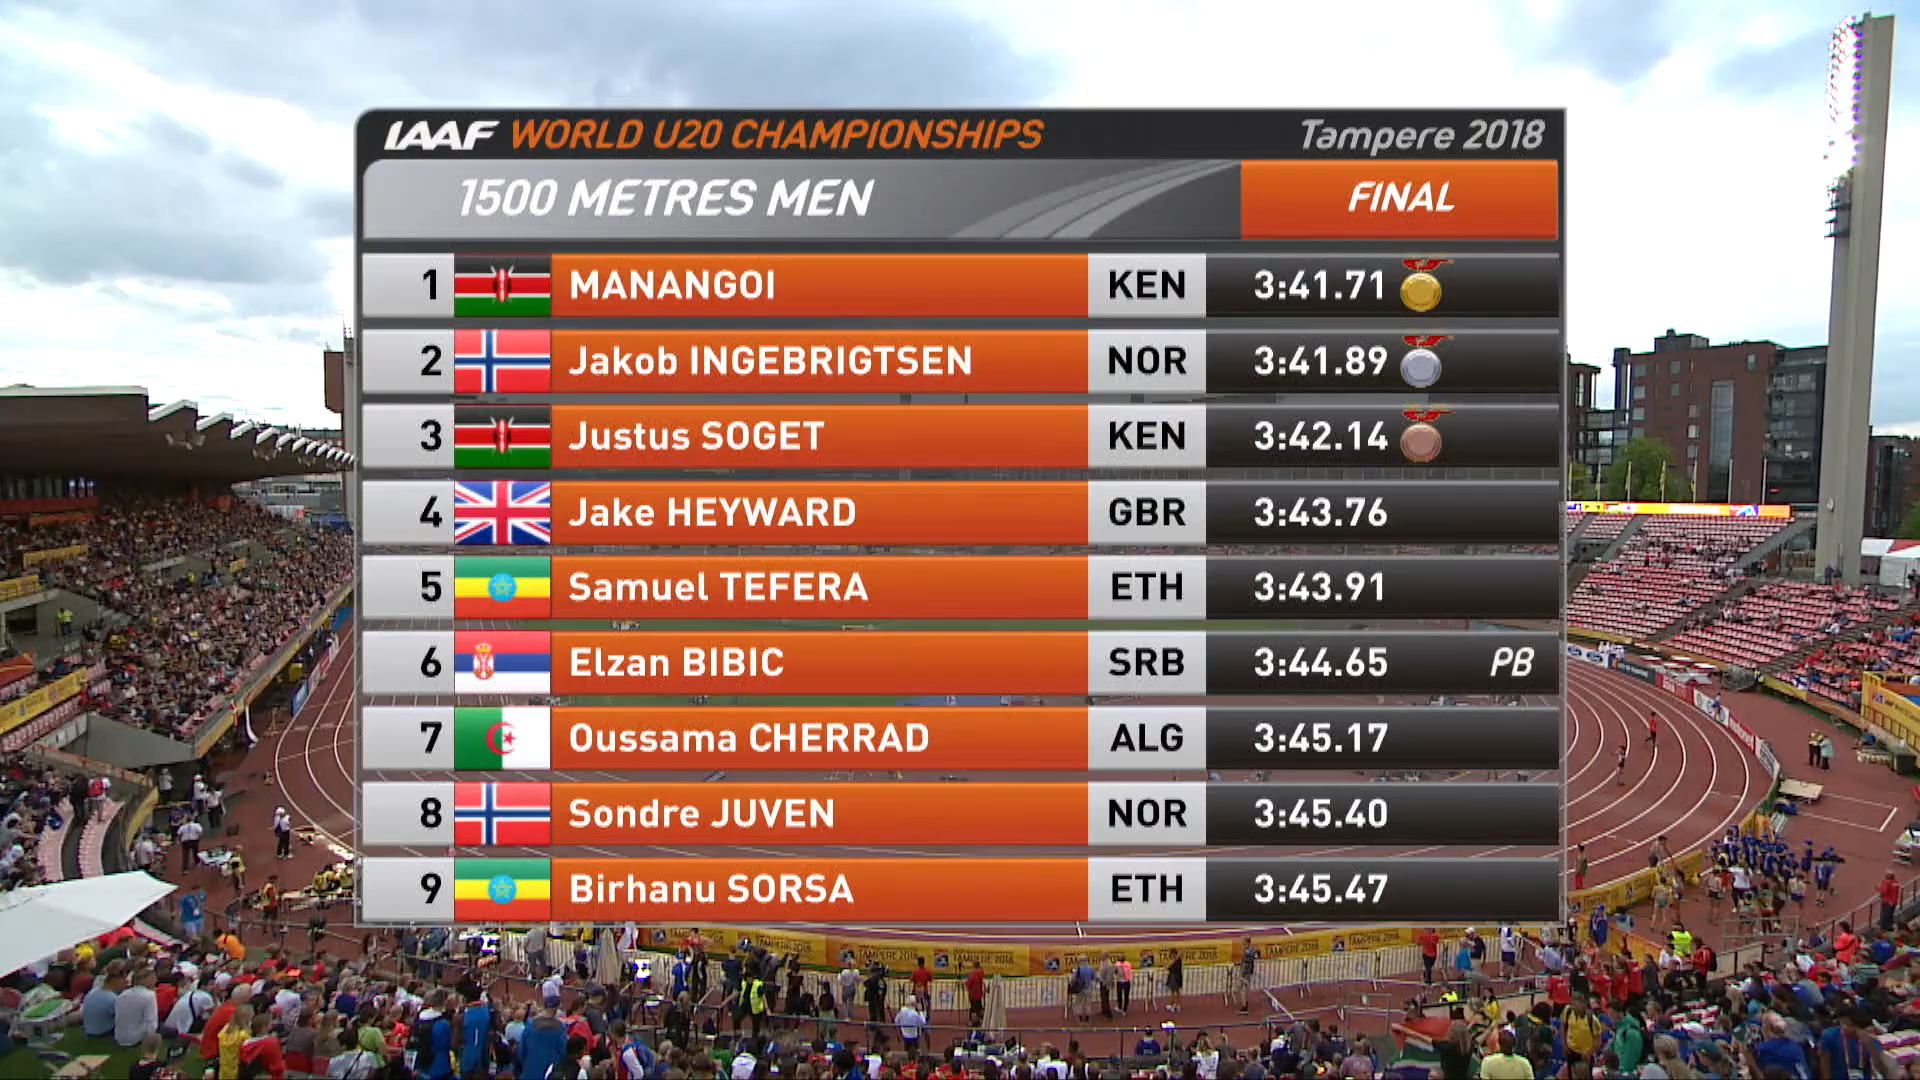 IAAF WORLD U20 CHAMPIONSHIPS Tampere 2018
1500 METRES MEN FINAL
1 MANANGOI KEN 3:41.71
2 Jakob INGEBRIGTSEN NOR 3:41.89
3 Justus SOGET KEN 3:42.14
4 Jake HEYWARD GBR 3:43.76
5 Samuel TEFERA ETH 3:43.91
6 Elzan BIBIC SRB 3:44.65 PB
7 Oussama CHERRAD ALG 3:45.17
8 Sondre JUVEN NOR 3:45.40
9 Birhanu SORSA ETH 3:45.47
TAMPERE 2018